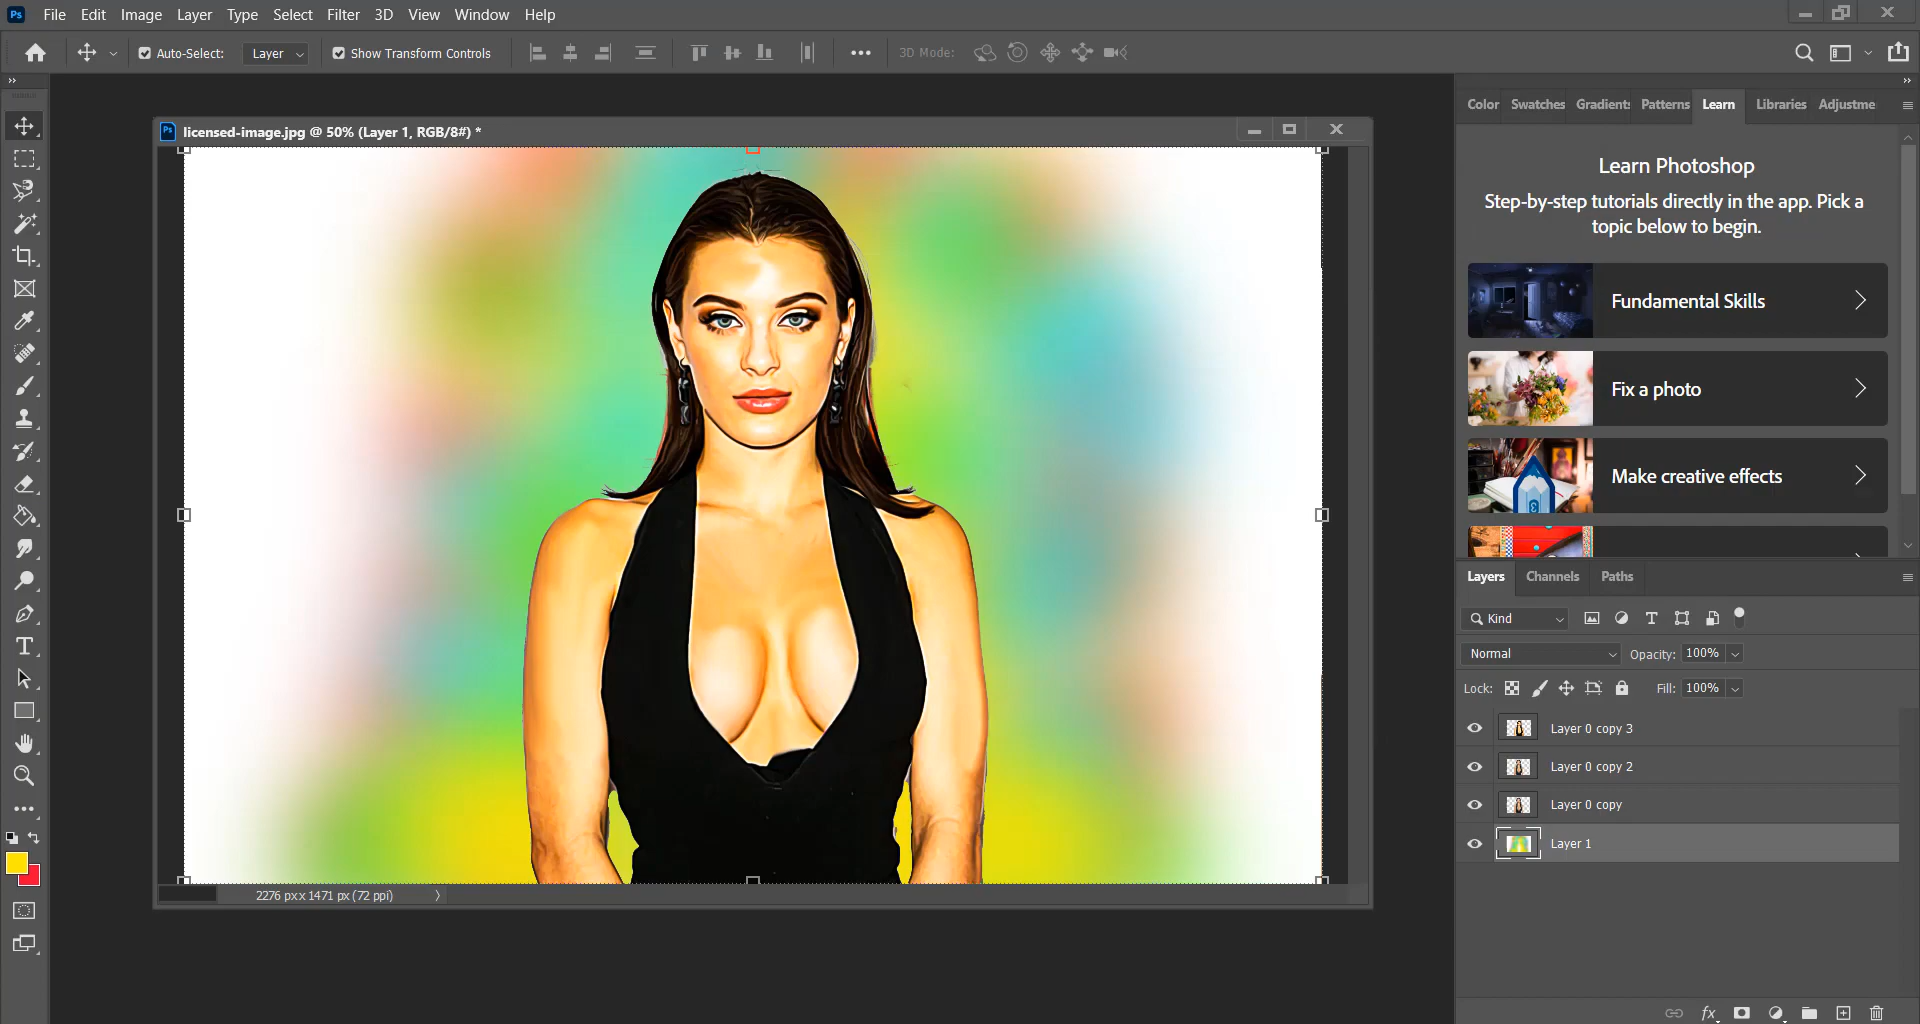 Ps File Edit Image Layer Type Select Filter 3D View Window Help
Auto-Select: Layer Show Transform Controls 3D Mode:
Ps licensed-image.jpg @ 50% (Layer 1, RGB/8#) *
2276 px x 1471 px (72 ppi)
Color Swatches Gradient Patterns Learn Libraries Adjustme
Learn Photoshop
Step-by-step tutorials directly in the app. Pick a
topic below to begin.
Fundamental Skills
Fix a photo
Make creative effects
Layers Channels Paths
Kind
Normal Opacity: 100%
Lock: Fill: 100%
Layer 0 copy 3
Layer 0 copy 2
Layer 0 copy
Layer 1
fx